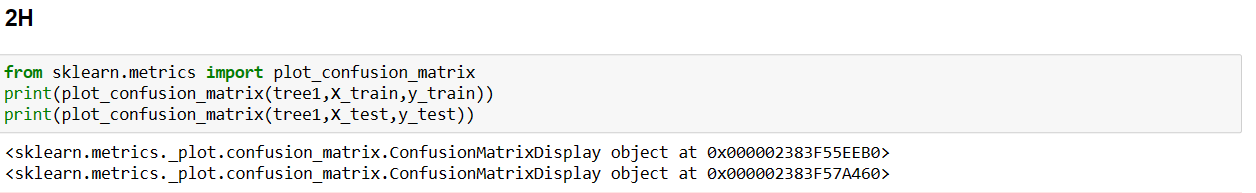 2H
from sklearn.metrics import plot_confusion_matrix
print(plot_confusion_matrix(tree1,X_train,y_train))
print(plot_confusion_matrix(tree1,X_test,y_test))
<sklearn.metrics._plot.confusion_matrix.ConfusionMatrixDisplay object at 0x000002383F55EEB0>
<sklearn.metrics._plot.confusion_matrix.ConfusionMatrixDisplay object at 0x000002383F57A460>